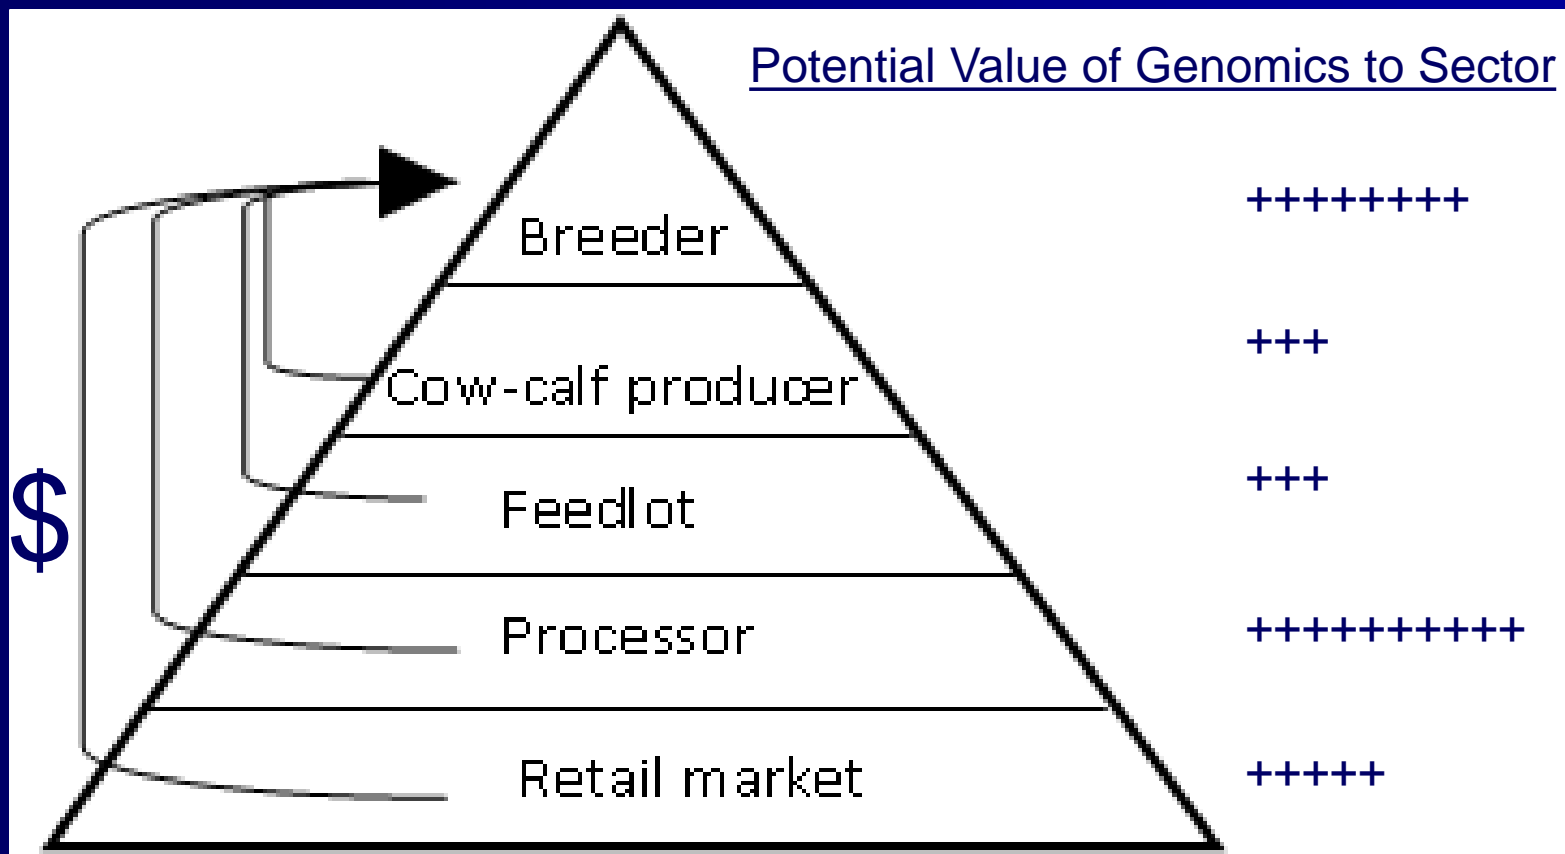 Potential Value of Genomics to Sector
Breeder ++++++++
Cow-calf producer +++
Feedlot +++
$
Processor ++++++++++
Retail market +++++